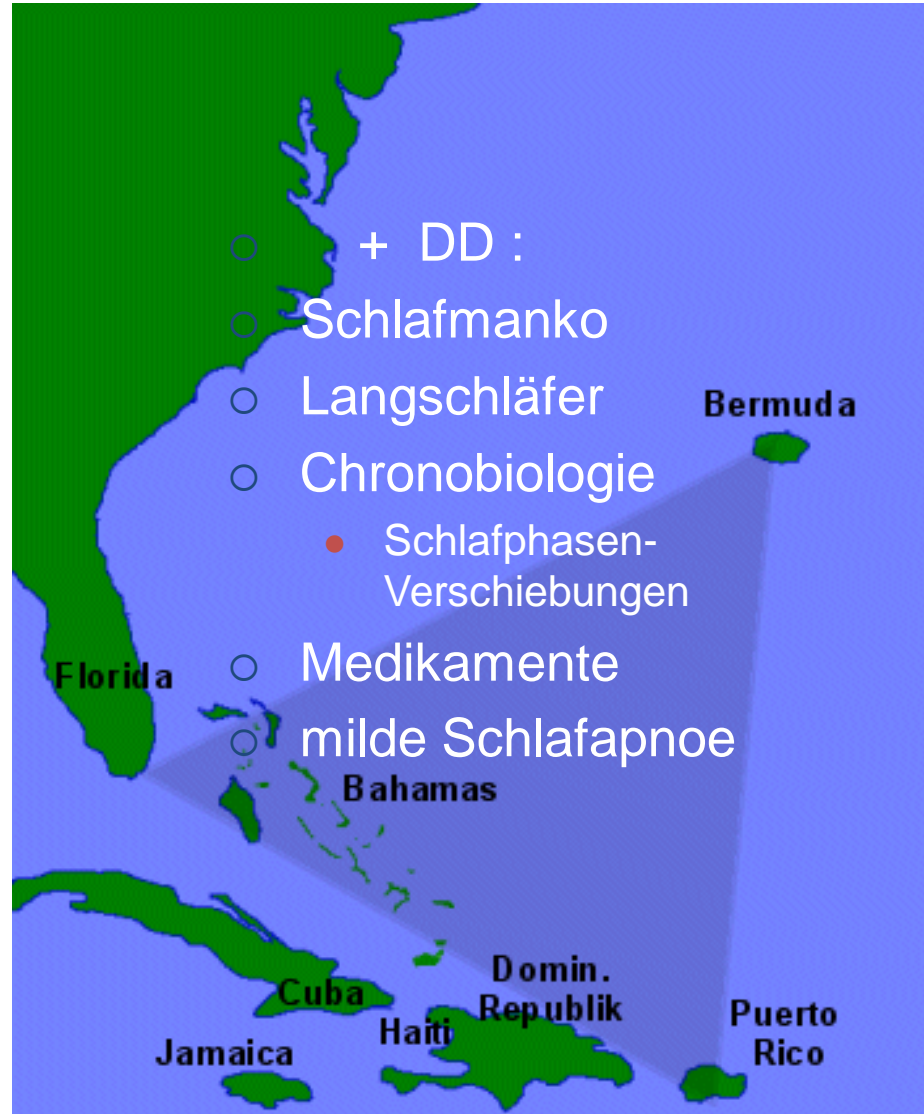 + DD :
Schlafmanko
Langschläfer
Bermuda
Chronobiologie
Schlafphasen-
Verschiebungen
Florida
Medikamente
milde Schlafapnoe
Bahamas
Domin.
Republik
Cuba
Haiti
Puerto
Rico
Jamaica